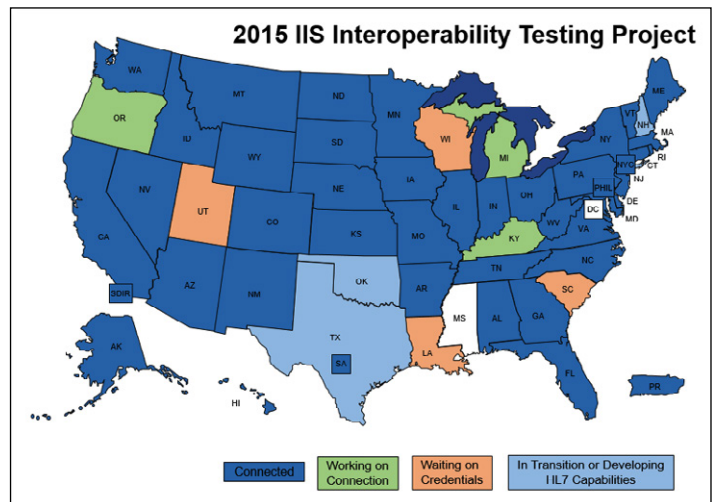 2015 IIS Interoperability Testing Project
WA
MT
ND
MN
ME
VT
NH
MA
OR
ID
WY
SD
WI
MI
NY
RI
CT
NYC
NJ
NV
UT
CO
NE
IA
IL
IN
OH
PA
PHIL
DE
MD
DC
WV
VA
CA
KS
MO
KY
NC
TN
SC
AZ
NM
OK
AR
MS
AL
GA
SDIR
TX
SA
LA
FL
AK
HI
PR
Connected
Working on
Connection
Waiting on
Credentials
In Transition or Developing
HL7 Capabilities